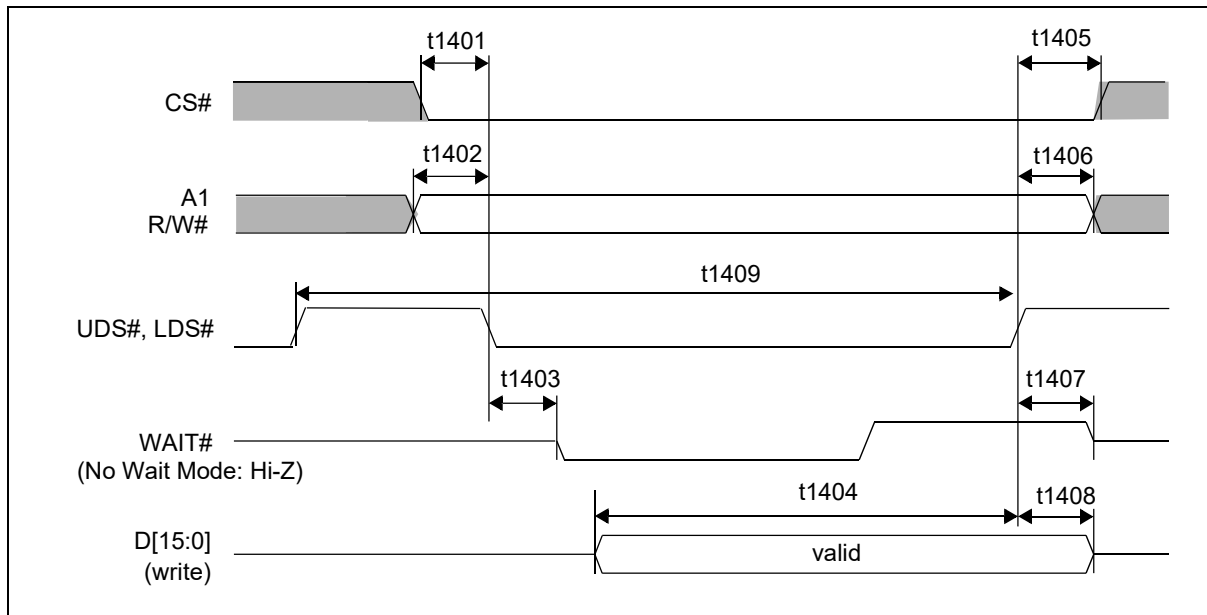 t1401
t1405
CS#
t1402
t1406
A1
R/W#
t1409
UDS#, LDS#
t1403
t1407
WAIT#
(No Wait Mode: Hi-Z)
t1404
t1408
D[15:0]
valid
(write)